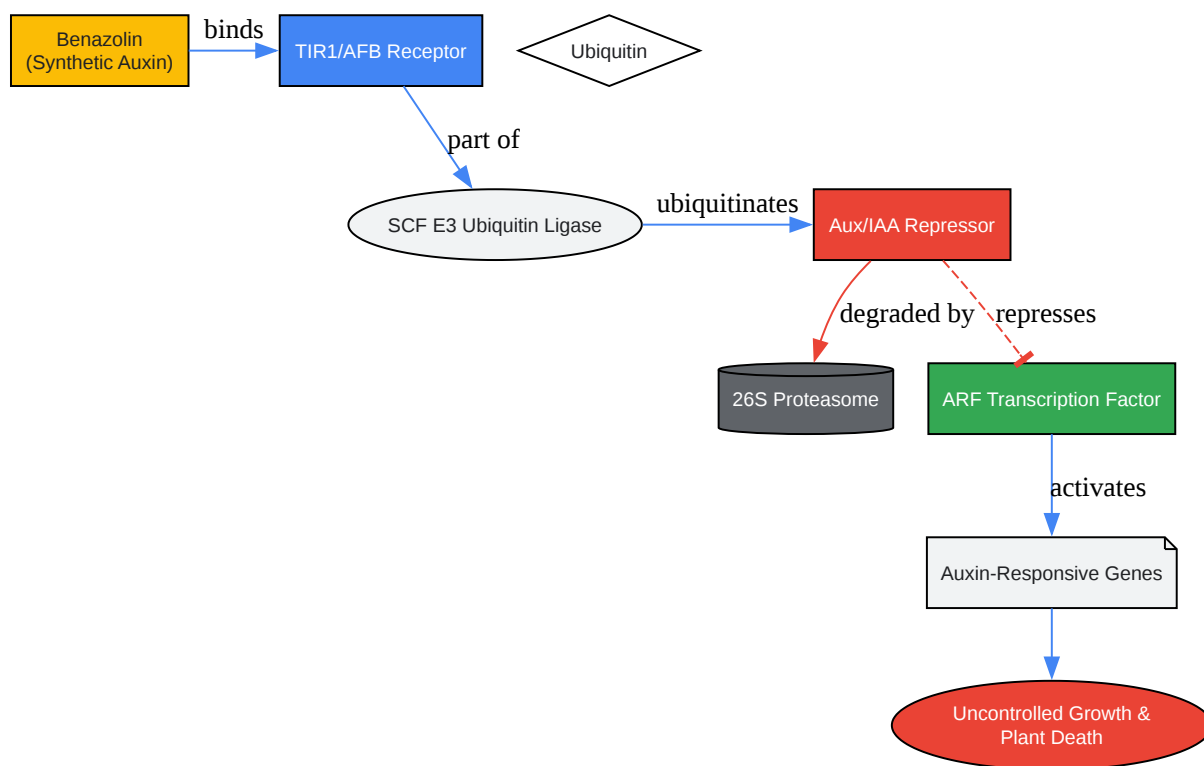 Benazolin
(Synthetic Auxin)
binds
TIR1/AFB Receptor
Ubiquitin
part of
SCF E3 Ubiquitin Ligase
ubiquitinates
Aux/IAA Repressor
degraded by
represses
26S Proteasome
ARF Transcription Factor
activates
Auxin-Responsive Genes
Uncontrolled Growth &
Plant Death